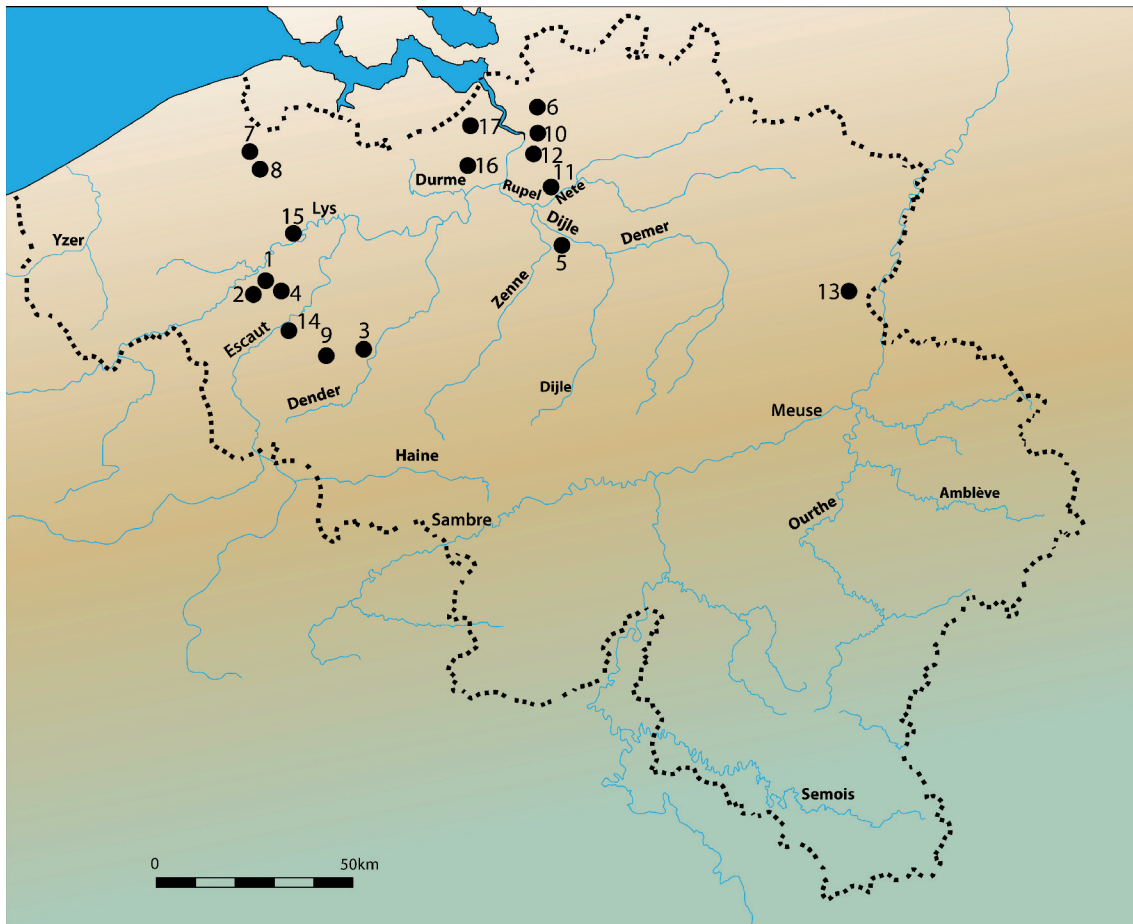 6
7
17
10
8
12
16
11
Durme
Rupel
Nete
Lys
15
Dijle
Demer
Yzer
5
1
Zenne
2
4
13
14
Escaut
9
3
Dender
Dijle
Meuse
Haine
Amblève
Ourthe
Sambre
Semois
0
50km